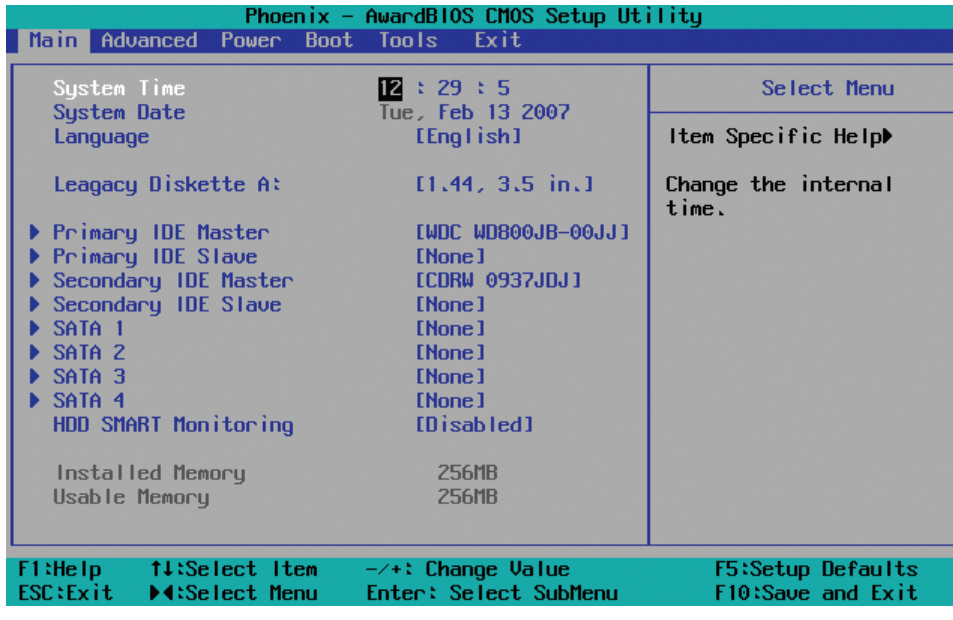 Phoenix - AwardBIOS CMOS Setup Utility
Main Advanced Power Boot Tools Exit
System Time 12 : 29 : 5
System Date Tue, Feb 13 2007
Language [English]
Leagacy Diskette A: [1.44, 3.5 in.]
Primary IDE Master [WDC WD800JB-00JJ]
Primary IDE Slave [None]
Secondary IDE Master [CDRW 0937JDJ]
Secondary IDE Slave [None]
SATA 1 [None]
SATA 2 [None]
SATA 3 [None]
SATA 4 [None]
HDD SMART Monitoring [Disabled]
Installed Memory 256MB
Usable Memory 256MB
Select Menu
Item Specific Help▶
Change the internal
time.
F1:Help ↑↓:Select Item -/+: Change Value F5:Setup Defaults
ESC:Exit ▶◀:Select Menu Enter: Select SubMenu F10:Save and Exit